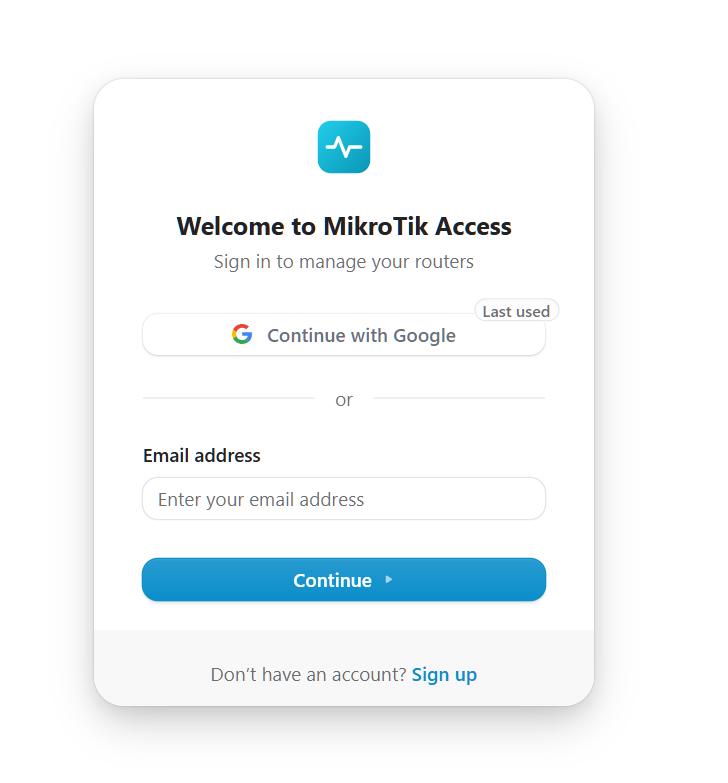 Welcome to MikroTik Access
Sign in to manage your routers
Last used
Continue with Google
or
Email address
Enter your email address
Continue
Don’t have an account? Sign up